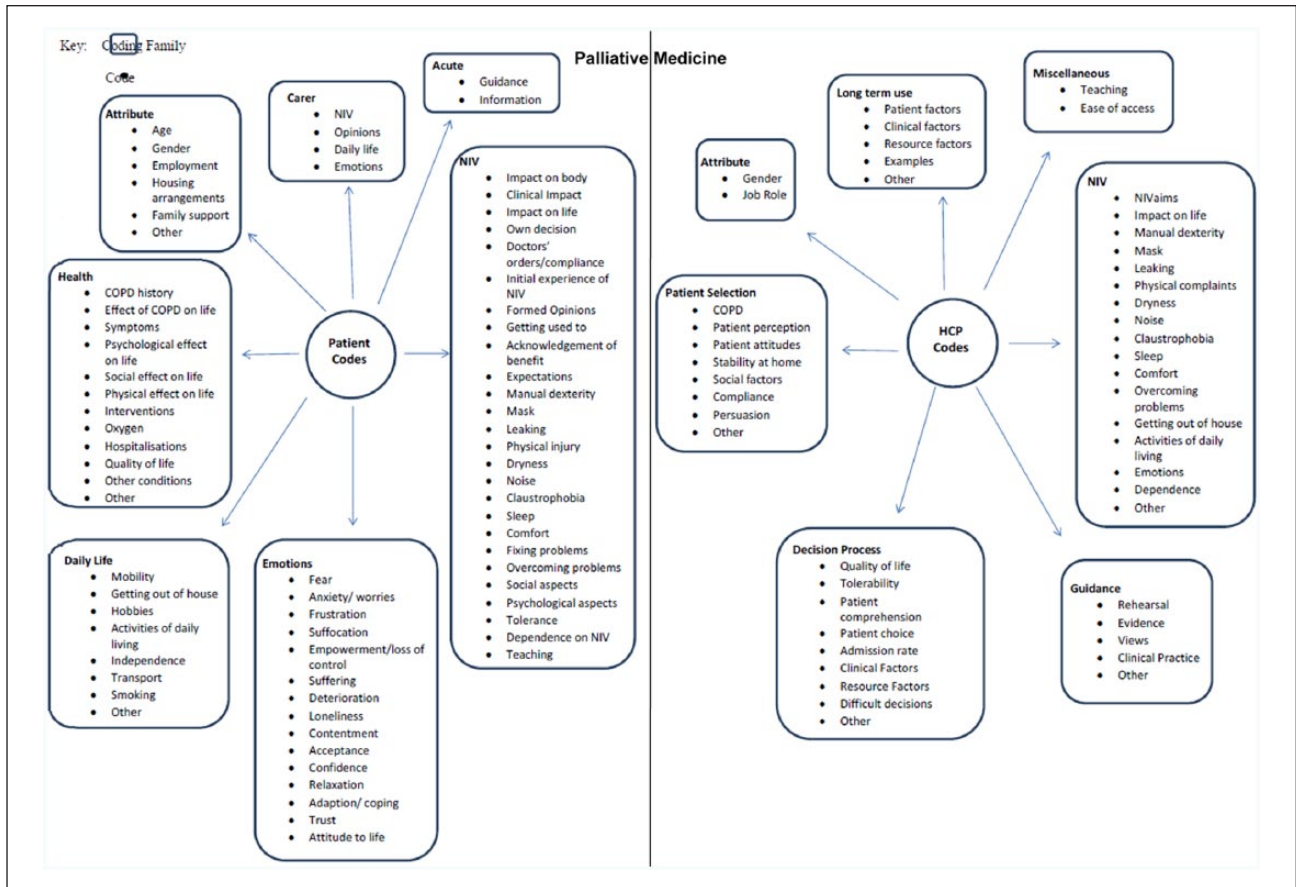 Key: Coding Family
Code
Palliative Medicine
Attribute
• Age
• Gender
• Employment
• Housing
arrangements
• Family support
• Other
Carer
• NIV
• Opinions
• Daily life
• Emotions
Acute
• Guidance
• Information
Health
• COPD history
• Effect of COPD on life
• Symptoms
• Psychological effect
on life
• Social effect on life
• Physical effect on life
• Interventions
• Oxygen
• Hospitalisations
• Quality of life
• Other conditions
• Other
Patient
Codes
NIV
• Impact on body
• Clinical Impact
• Impact on life
• Own decision
• Doctors'
orders/compliance
• Initial experience of
NIV
• Formed Opinions
• Getting used to
• Acknowledgement of
benefit
• Expectations
• Manual dexterity
• Mask
• Leaking
• Physical injury
• Dryness
• Noise
• Claustrophobia
• Sleep
• Comfort
• Fixing problems
• Overcoming problems
• Social aspects
• Psychological aspects
• Tolerance
• Dependence on NIV
• Teaching
Daily Life
• Mobility
• Getting out of house
• Hobbies
• Activities of daily
living
• Independence
• Transport
• Smoking
• Other
Emotions
• Fear
• Anxiety/ worries
• Frustration
• Suffocation
• Empowerment/loss of
control
• Suffering
• Deterioration
• Loneliness
• Contentment
• Acceptance
• Confidence
• Relaxation
• Adaption/ coping
• Trust
• Attitude to life
Attribute
• Gender
• Job Role
Long term use
• Patient factors
• Clinical factors
• Resource factors
• Examples
• Other
Miscellaneous
• Teaching
• Ease of access
Patient Selection
• COPD
• Patient perception
• Patient attitudes
• Stability at home
• Social factors
• Compliance
• Persuasion
• Other
HCP
Codes
NIV
• NIVaims
• Impact on life
• Manual dexterity
• Mask
• Leaking
• Physical complaints
• Dryness
• Noise
• Claustrophobia
• Sleep
• Comfort
• Overcoming
problems
• Getting out of house
• Activities of daily
living
• Emotions
• Dependence
• Other
Decision Process
• Quality of life
• Tolerability
• Patient
comprehension
• Patient choice
• Admission rate
• Clinical Factors
• Resource Factors
• Difficult decisions
• Other
Guidance
• Rehearsal
• Evidence
• Views
• Clinical Practice
• Other